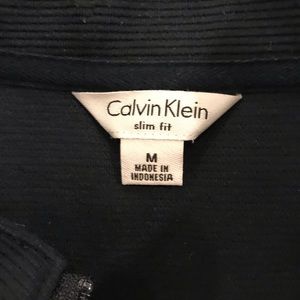 Calvin Klein
slim fit
M
MADE IN
INDONESIA